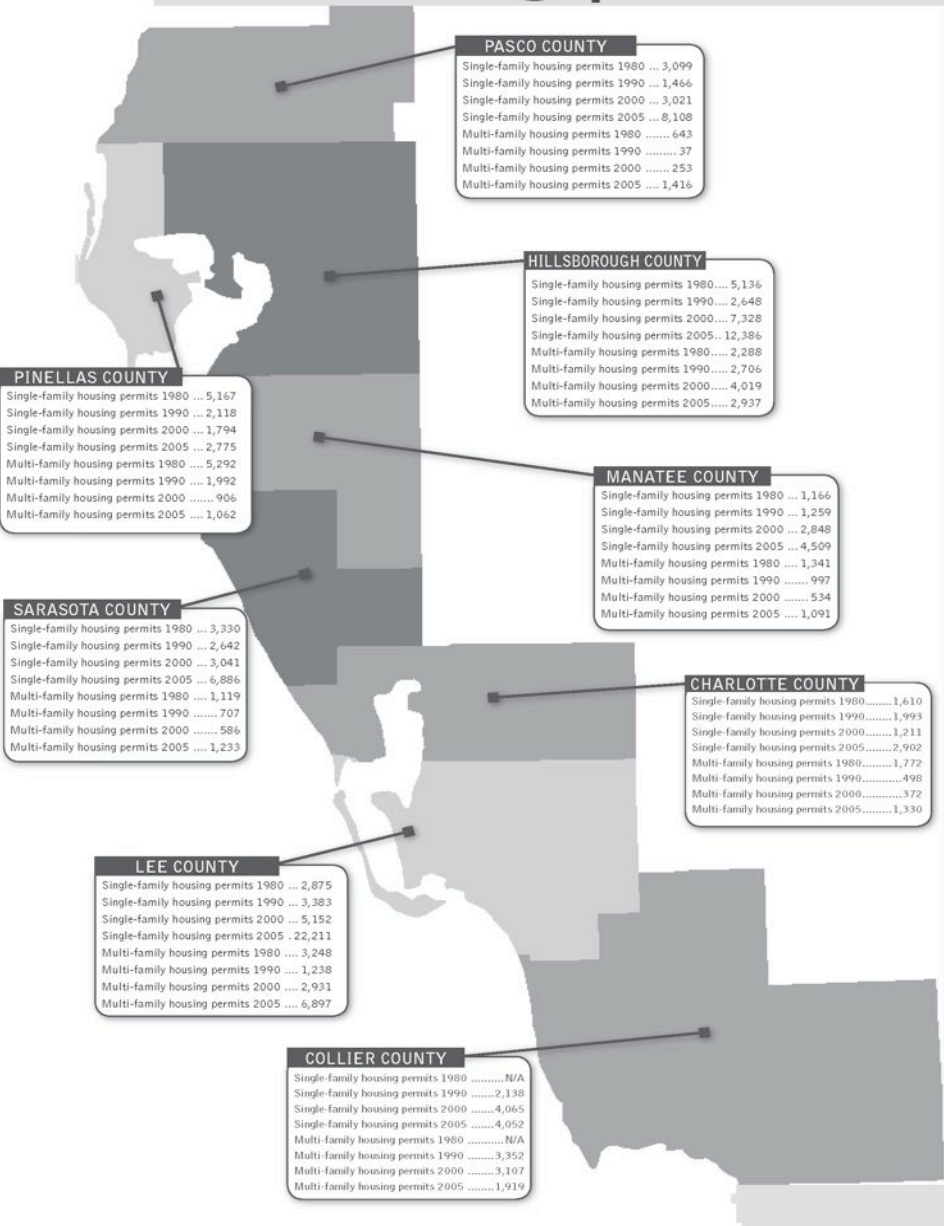 PASCO COUNTY
Single-family housing permits 1980 ... 3,099
Single-family housing permits 1990 ... 1,466
Single-family housing permits 2000 ... 3,021
Single-family housing permits 2005 ... 8,108
Multi-family housing permits 1980 ....... 643
Multi-family housing permits 1990 ......... 37
Multi-family housing permits 2000 ....... 253
Multi-family housing permits 2005 .... 1,416
HILLSBOROUGH COUNTY
Single-family housing permits 1980.... 5,136
Single-family housing permits 1990.... 2,648
Single-family housing permits 2000.... 7,328
Single-family housing permits 2005.. 12,386
Multi-family housing permits 1980..... 2,288
Multi-family housing permits 1990..... 2,706
Multi-family housing permits 2000..... 4,019
Multi-family housing permits 2005..... 2,937
PINELLAS COUNTY
Single-family housing permits 1980 ... 5,167
Single-family housing permits 1990 ... 2,118
Single-family housing permits 2000 ... 1,794
Single-family housing permits 2005 ... 2,775
Multi-family housing permits 1980 .... 5,292
Multi-family housing permits 1990 .... 1,992
Multi-family housing permits 2000 ....... 906
Multi-family housing permits 2005 .... 1,062
MANATEE COUNTY
Single-family housing permits 1980 ... 1,166
Single-family housing permits 1990 ... 1,259
Single-family housing permits 2000 ... 2,848
Single-family housing permits 2005 ... 4,509
Multi-family housing permits 1980 .... 1,341
Multi-family housing permits 1990 ....... 997
Multi-family housing permits 2000 ....... 534
Multi-family housing permits 2005 .... 1,091
SARASOTA COUNTY
Single-family housing permits 1980 ... 3,330
Single-family housing permits 1990 ... 2,642
Single-family housing permits 2000 ... 3,041
Single-family housing permits 2005 ... 6,886
Multi-family housing permits 1980 .... 1,119
Multi-family housing permits 1990 ....... 707
Multi-family housing permits 2000 ....... 586
Multi-family housing permits 2005 .... 1,233
CHARLOTTE COUNTY
Single-family housing permits 1980........1,610
Single-family housing permits 1990........1,993
Single-family housing permits 2000........1,211
Single-family housing permits 2005........2,902
Multi-family housing permits 1980.........1,772
Multi-family housing permits 1990............498
Multi-family housing permits 2000............372
Multi-family housing permits 2005.........1,330
LEE COUNTY
Single-family housing permits 1980 ... 2,875
Single-family housing permits 1990 ... 3,383
Single-family housing permits 2000 ... 5,152
Single-family housing permits 2005 . 22,211
Multi-family housing permits 1980 .... 3,248
Multi-family housing permits 1990 .... 1,238
Multi-family housing permits 2000 .... 2,931
Multi-family housing permits 2005 .... 6,897
COLLIER COUNTY
Single-family housing permits 1980 ..........N/A
Single-family housing permits 1990 .......2,138
Single-family housing permits 2000 .......4,065
Single-family housing permits 2005 .......4,052
Multi-family housing permits 1980 ...........N/A
Multi-family housing permits 1990 ........3,352
Multi-family housing permits 2000 ........3,107
Multi-family housing permits 2005 ........1,919